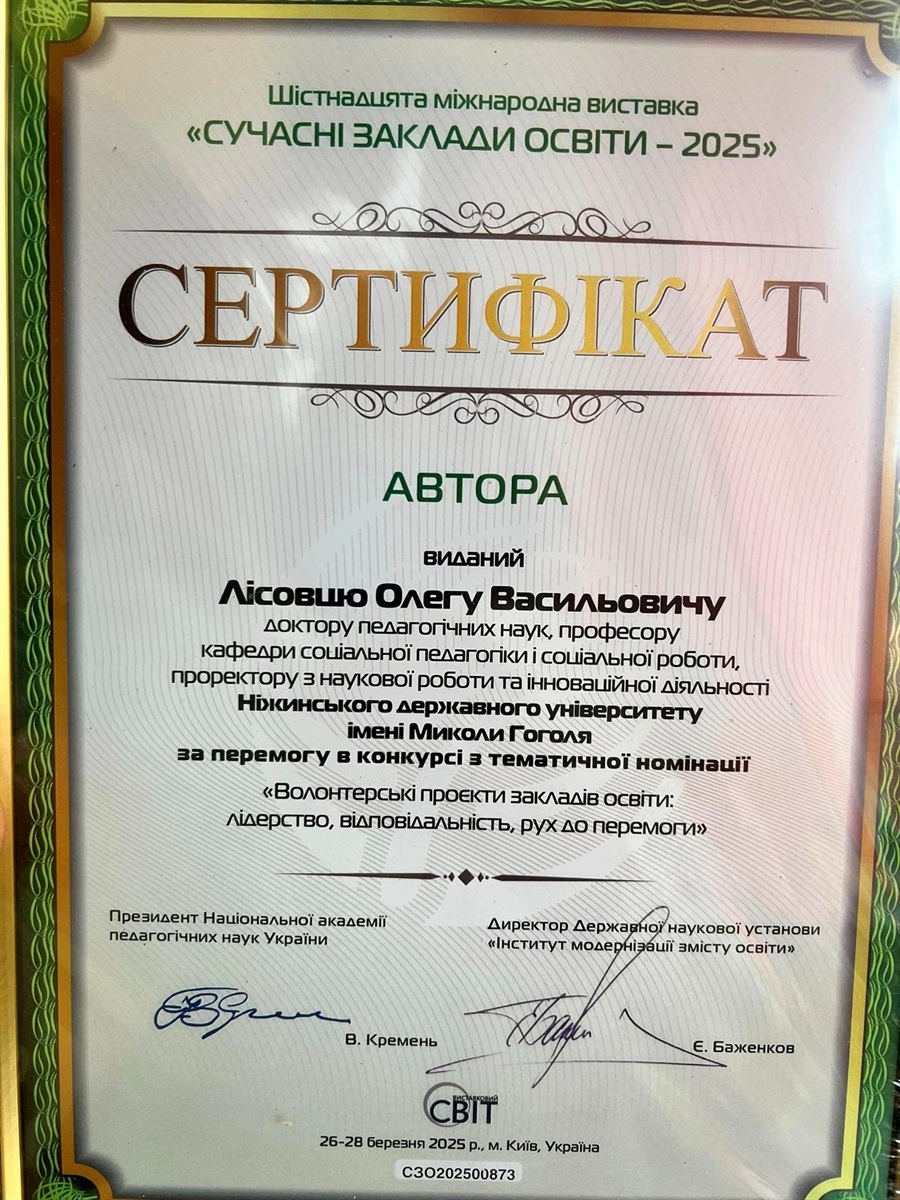 Шістнадцята міжнародна виставка
«СУЧАСНІ ЗАКЛАДИ ОСВІТИ – 2025»
СЕРТИФІКАТ
АВТОРА
виданий
Лісовцю Олегу Васильовичу
доктору педагогічних наук, професору
кафедри соціальної педагогіки і соціальної роботи,
проректору з наукової роботи та інноваційної діяльності
Ніжинського державного університету
імені Миколи Гоголя
за перемогу в конкурсі з тематичної номінації
«Волонтерські проєкти закладів освіти:
лідерство, відповідальність, рух до перемоги»
Президент Національної академії
педагогічних наук України
В. Кремень
Директор Державної наукової установи
«Інститут модернізації змісту освіти»
Є. Баженков
ВИСТАВКОВИЙ
СВІТ
26-28 березня 2025 р., м. Київ, Україна
СЗО202500873